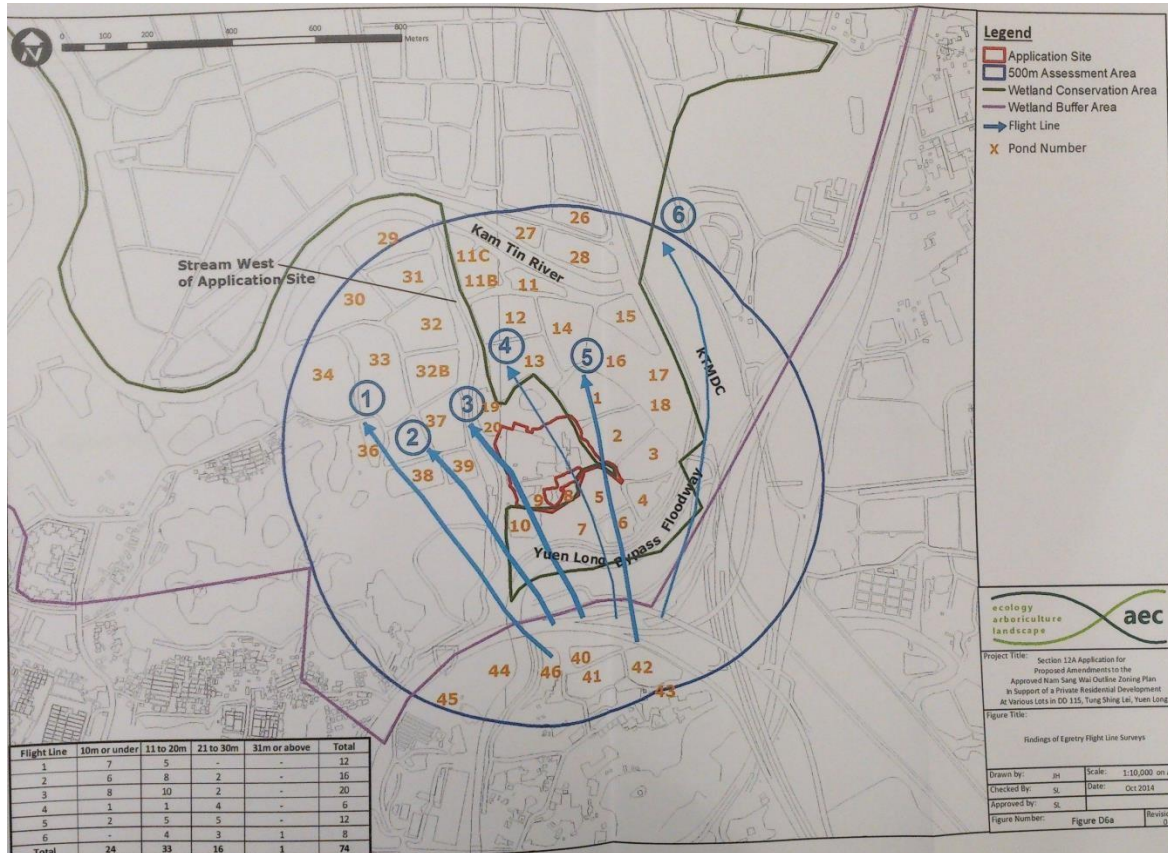 0 100 200 400 600 800
Meters
N
Legend
Application Site
500m Assessment Area
Wetland Conservation Area
Wetland Buffer Area
Flight Line
X Pond Number
6
26
27
Kam Tin River
29
11C
28
Stream West
of Application Site
31
11B
11
30
12
15
32
14
4
5
13
16
33
KTMDC
34
32B
17
1
3
19
1
18
37
20
2
2
36
3
38
39
9
8
5
4
10
7
6
Yuen Long Bypass Floodway
44
46
40
42
41
45
43
ecology
arboriculture
landscape
aec
Project Title:
Section 12A Application for
Proposed Amendments to the
Approved Nam Sang Wai Outline Zoning Plan
In Support of a Private Residential Development
At Various Lots in DD 115, Tung Shing Lei, Yuen Long
Figure Title:
Findings of Egretry Flight Line Surveys
Drawn by: JH Scale: 1:10,000 on
Checked By: SL Date: Oct 2014
Approved by: SL
Figure Number: Figure D6a Revision
0
Flight Line 10m or under 11 to 20m 21 to 30m 31m or above Total
1 7 5 - - 12
2 6 8 2 - 16
3 8 10 2 - 20
4 1 1 4 - 6
5 2 5 5 - 12
6 - 4 3 1 8
Total 24 33 16 1 74